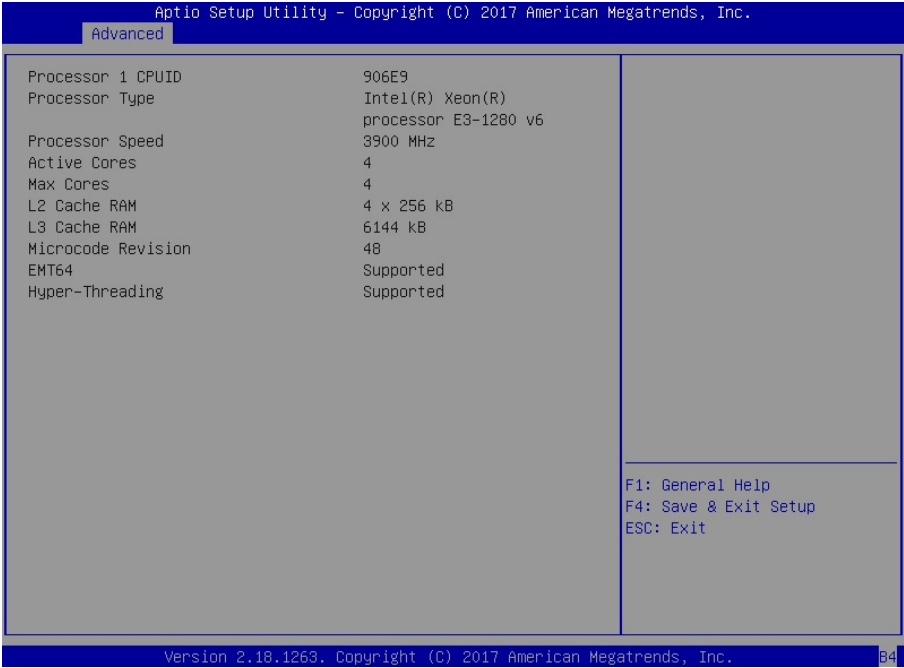 Aptio Setup Utility – Copyright (C) 2017 American Megatrends, Inc.
Advanced
Processor 1 CPUID 906E9
Processor Type Intel(R) Xeon(R)
processor E3-1280 v6
Processor Speed 3900 MHz
Active Cores 4
Max Cores 4
L2 Cache RAM 4 x 256 kB
L3 Cache RAM 6144 kB
Microcode Revision 48
EMT64 Supported
Hyper-Threading Supported
F1: General Help
F4: Save & Exit Setup
ESC: Exit
Version 2.18.1263. Copyright (C) 2017 American Megatrends, Inc.
B4